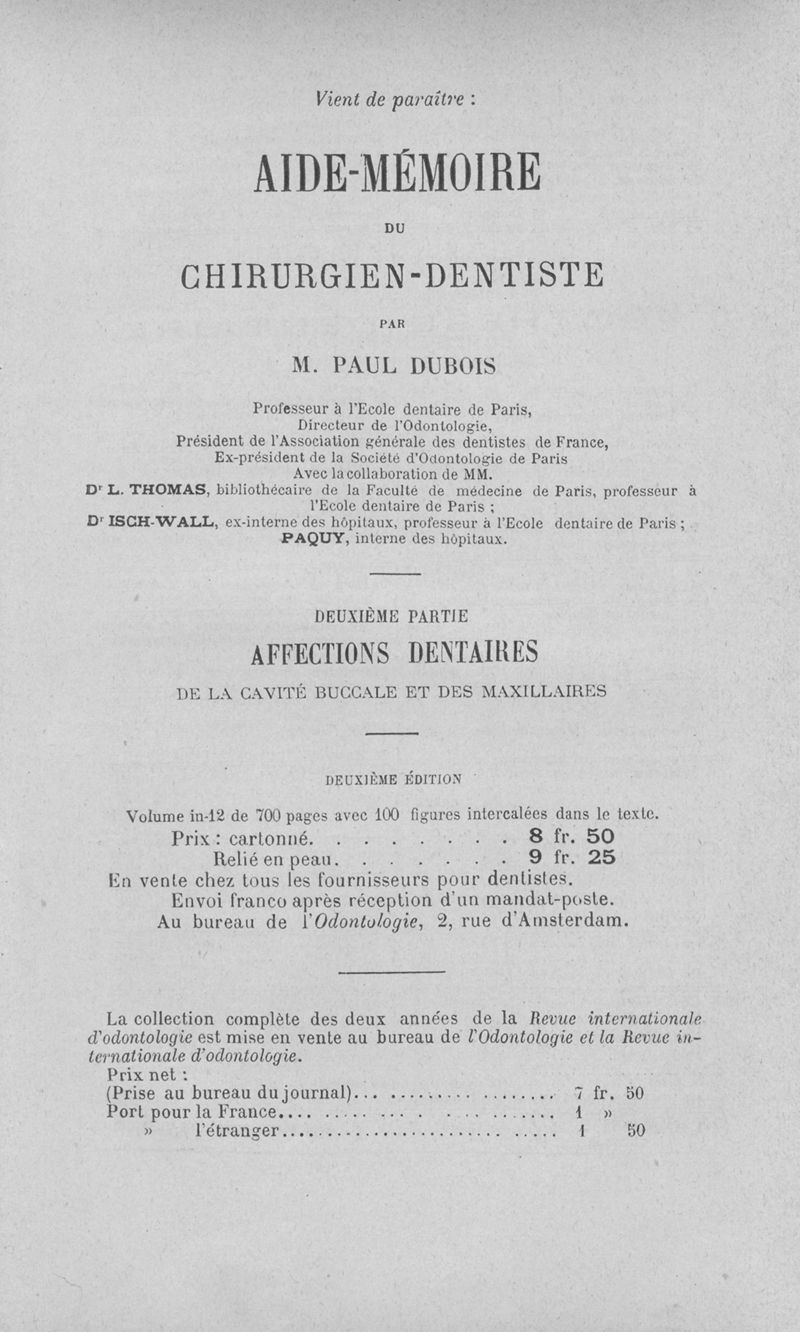 Vient de paraître :
AIDE-MÉMOIRE
DU
CHIRURGIEN-DENTISTE
PAR
M. PAUL DUBOIS
Professeur à l'Ecole dentaire de Paris,
Directeur de l'Odontologie,
Président de l'Association générale des dentistes de France,
Ex-président de la Société d'Odontologie de Paris
Avec la collaboration de MM.
Dr L. THOMAS, bibliothécaire de la Faculté de médecine de Paris, professeur à
l'Ecole dentaire de Paris ;
Dr ISCH-WALL, ex-interne des hôpitaux, professeur à l'Ecole dentaire de Paris ;
PAQUY, interne des hôpitaux.
DEUXIÈME PARTIE
AFFECTIONS DENTAIRES
DE LA CAVITÉ BUCCALE ET DES MAXILLAIRES
DEUXIÈME ÉDITION
Volume in-12 de 700 pages avec 100 figures intercalées dans le texte.
Prix : cartonné. . . . . . . . 8 fr. 50
Relié en peau. . . . . . . 9 fr. 25
En vente chez tous les fournisseurs pour dentistes.
Envoi franco après réception d'un mandat-poste.
Au bureau de l'Odontologie, 2, rue d'Amsterdam.
La collection complète des deux années de la Revue internationale
d'odontologie est mise en vente au bureau de l'Odontologie et la Revue in-
ternationale d'odontologie.
Prix net :
(Prise au bureau du journal)........................ 7 fr. 50
Port pour la France........................ 1 »
» l'étranger................................ 1 50